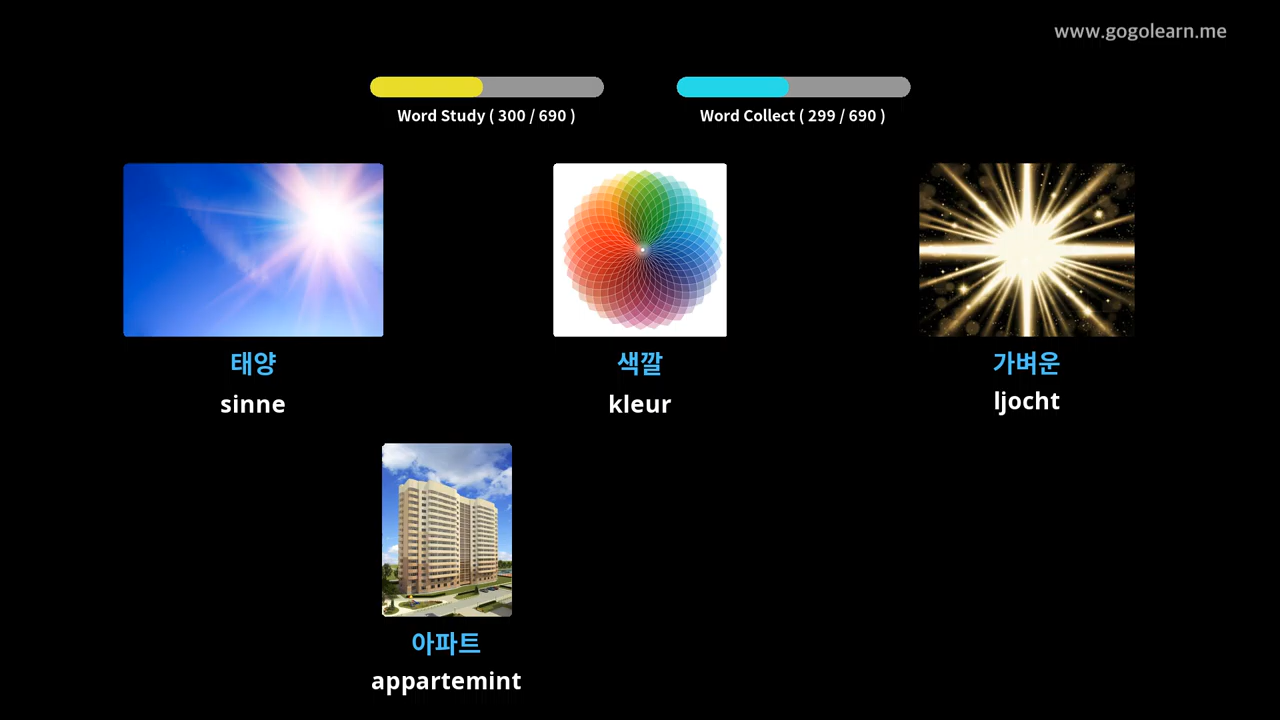 www.gogolearn.me
Word Study ( 300 / 690 )
Word Collect ( 299 / 690 )
태양
sinne
색깔
kleur
가벼운
ljocht
아파트
appartemint